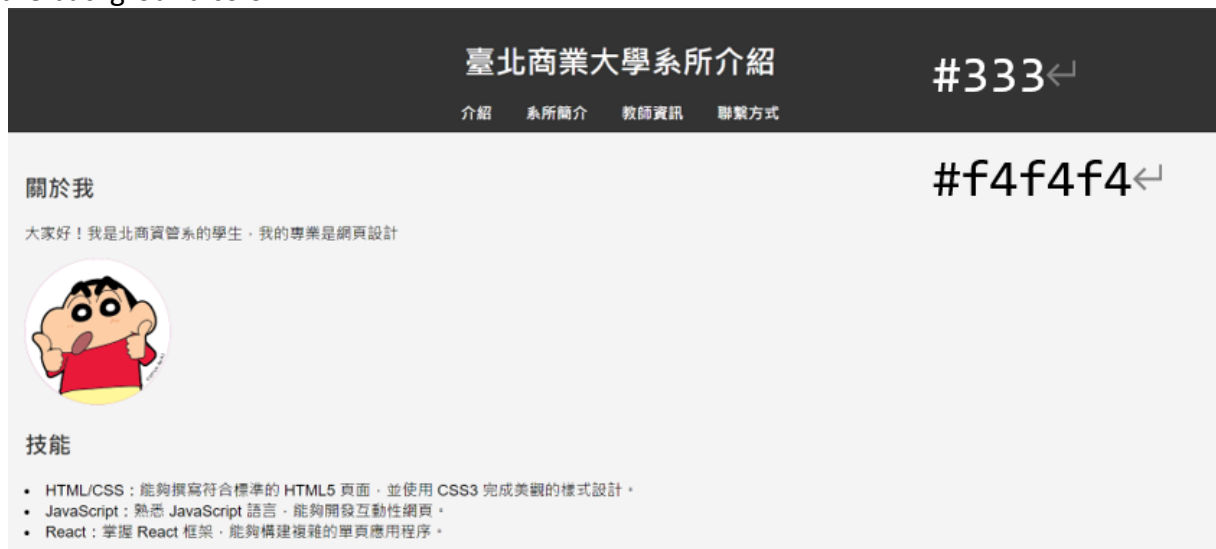 臺北商業大學系所介紹
#333↵
介紹 系所簡介 教師資訊 聯繫方式
#f4f4f4↵
關於我
大家好！我是北商資管系的學生，我的專業是網頁設計
技能
• HTML/CSS：能夠撰寫符合標準的 HTML5 頁面，並使用 CSS3 完成美觀的樣式設計。
• JavaScript：熟悉 JavaScript 語言，能夠開發互動性網頁。
• React：掌握 React 框架，能夠構建複雜的單頁應用程序。